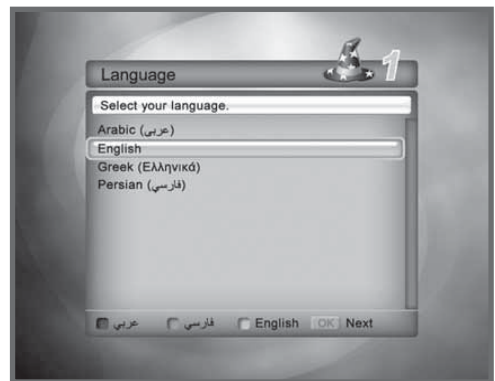 Language 1
Select your language.
Arabic (عربي)
English
Greek (Ελληνικά)
Persian (فارسي)
عربي فارسي English OK Next